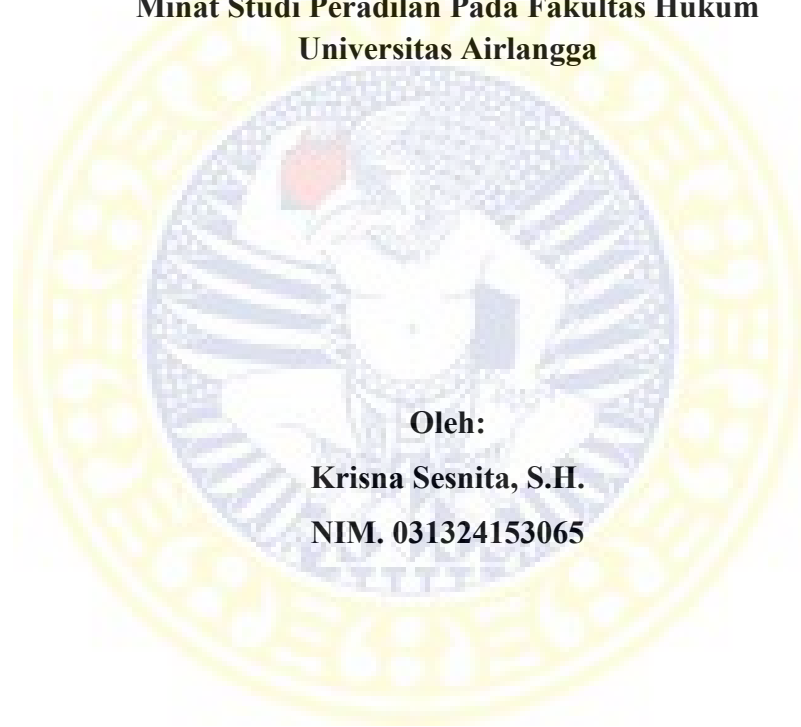 Minat Studi Peradilan Pada Fakultas Hukum
Universitas Airlangga
Oleh:
Krisna Sesnita, S.H.
NIM. 031324153065